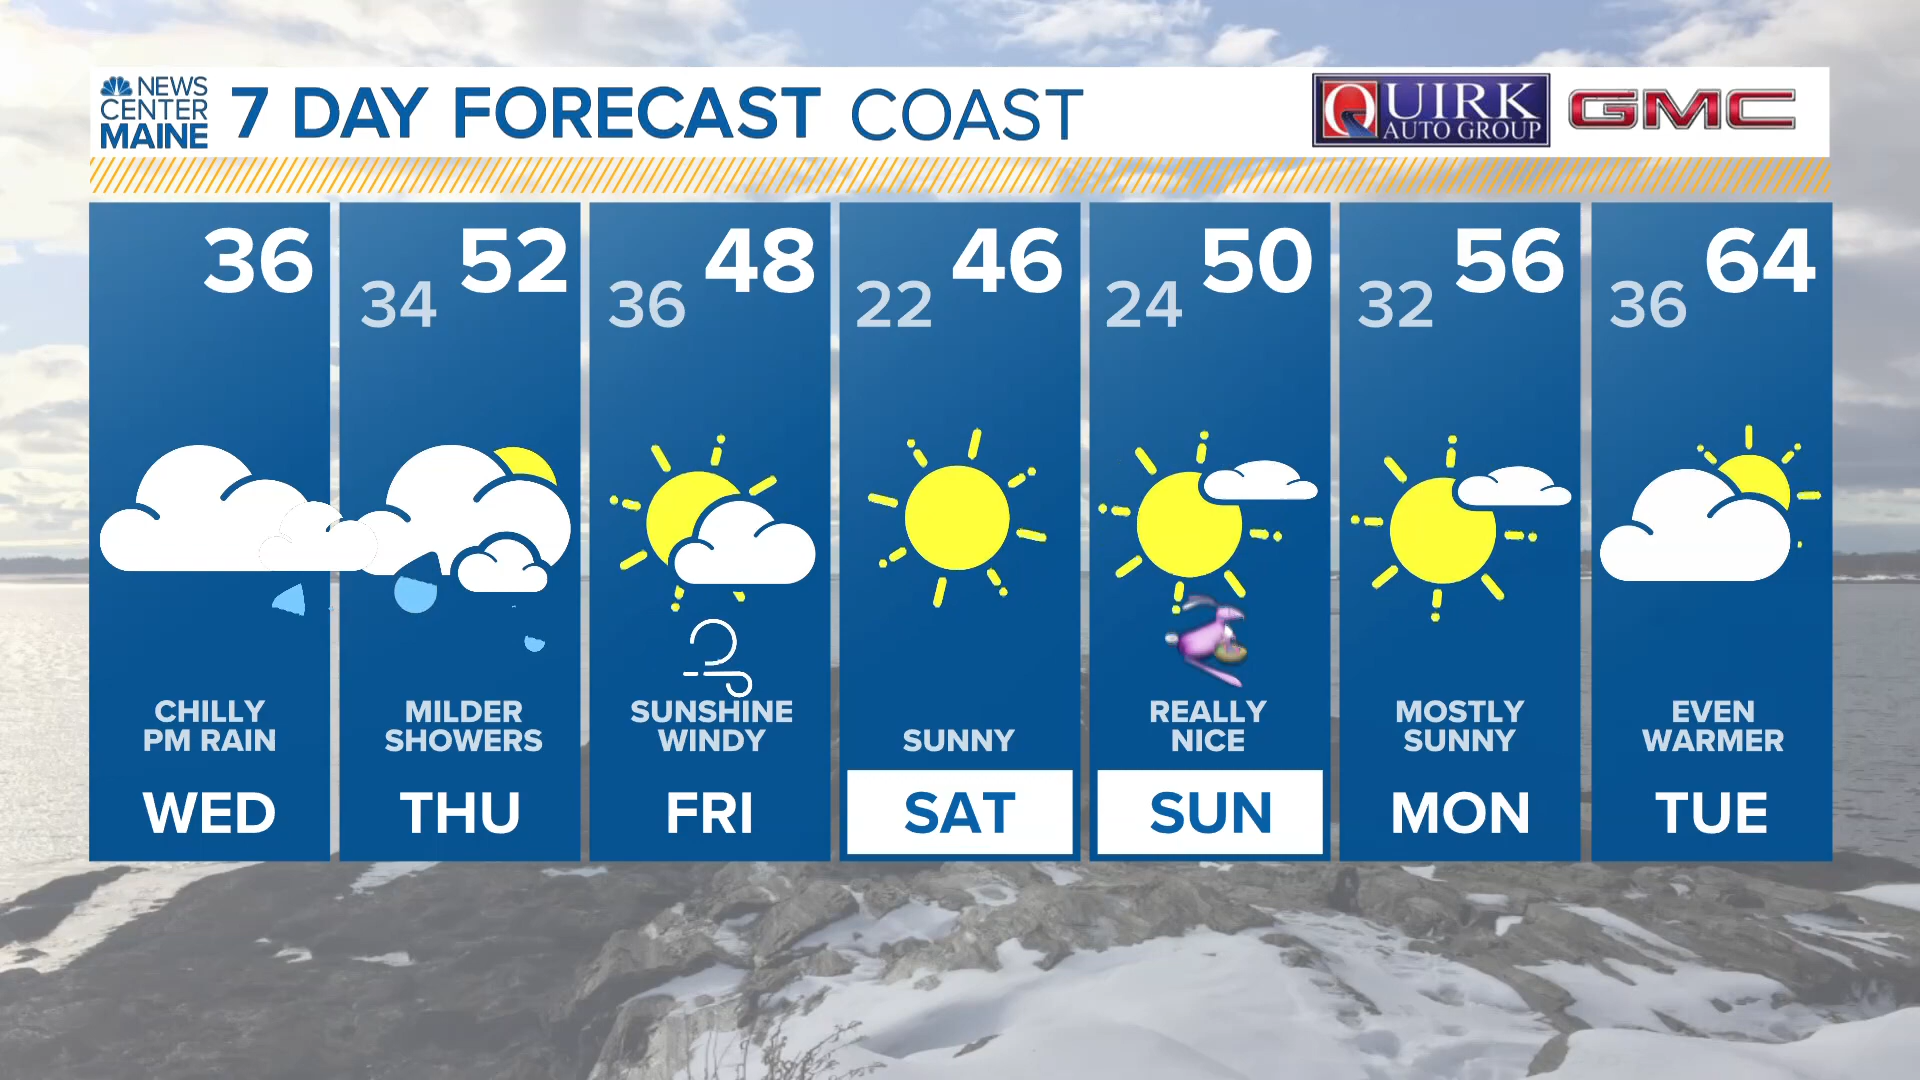 NEWS
CENTER
MAINE
7 DAY FORECAST COAST
QUIRK
AUTO GROUP
GMC
36
34 52
36 48
22 46
24 50
32 56
36 64
CHILLY
PM RAIN
MILDER
SHOWERS
SUNSHINE
WINDY
SUNNY
REALLY
NICE
MOSTLY
SUNNY
EVEN
WARMER
WED
THU
FRI
SAT
SUN
MON
TUE